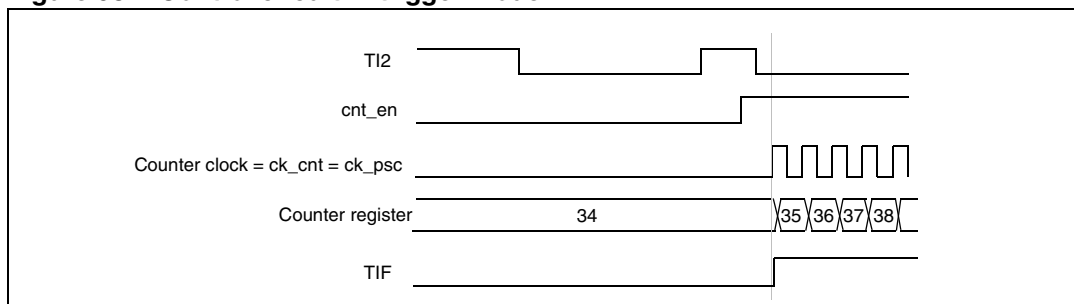 TI2
cnt_en
Counter clock = ck_cnt = ck_psc
Counter register 34 35 36 37 38
TIF